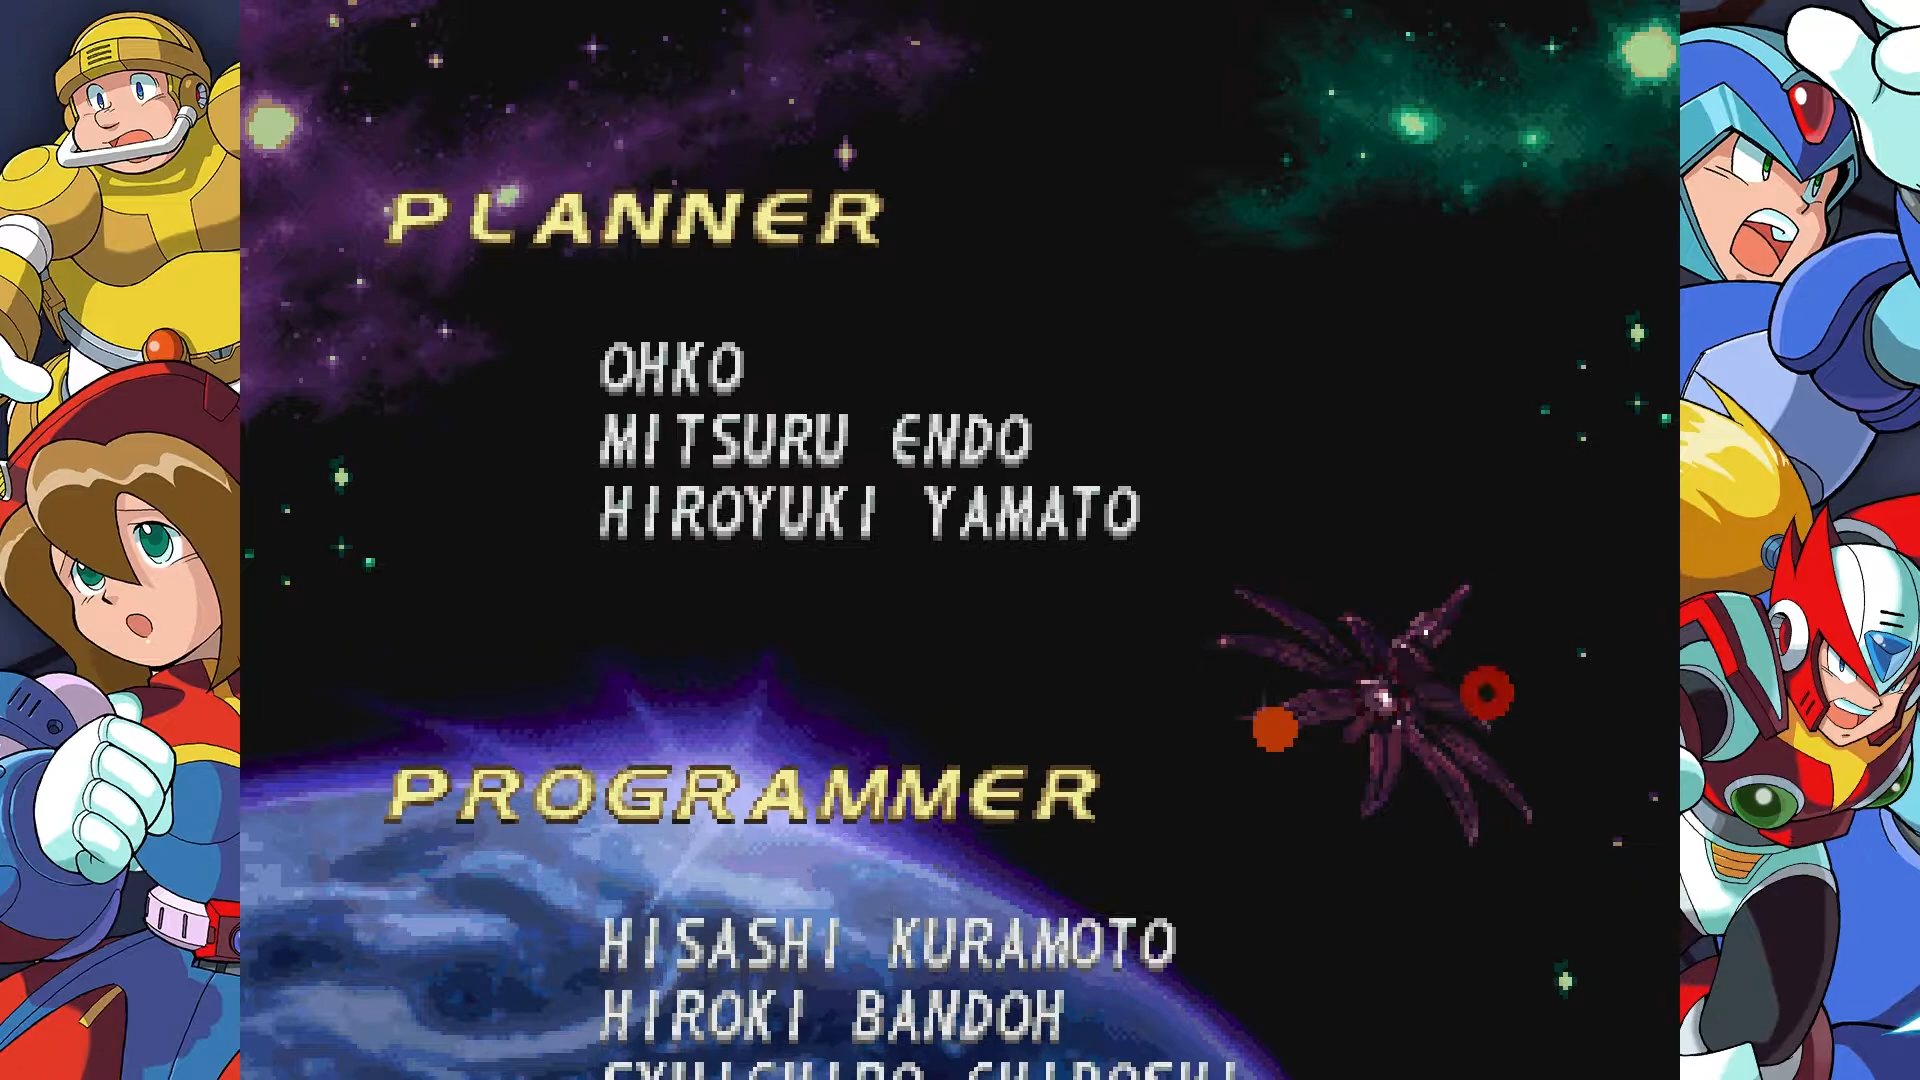 PLANNER
OHKO
MITSURU ENDO
HIROYUKI YAMATO
PROGRAMMER
HISASHI KURAMOTO
HIROKI BANDOH